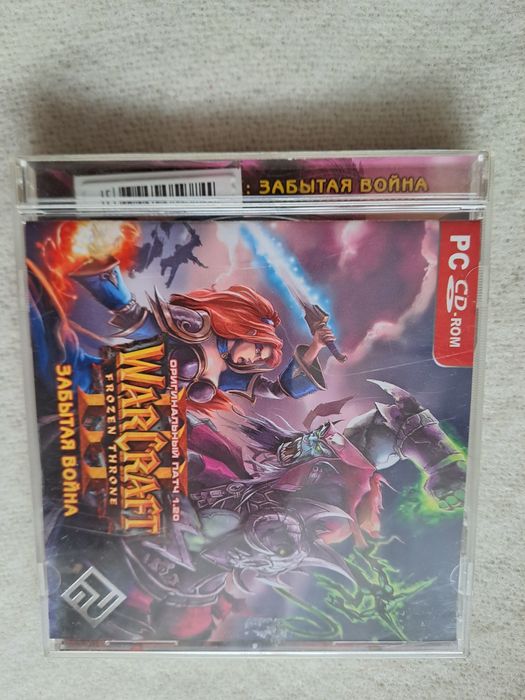 : ЗАБЫТАЯ ВОЙНА
PC CD-ROM
ОРИГИНАЛЬНЫЙ ПАТЧ 1.20
WARCRAFT
III
FROZEN THRONE
ЗАБЫТАЯ ВОЙНА